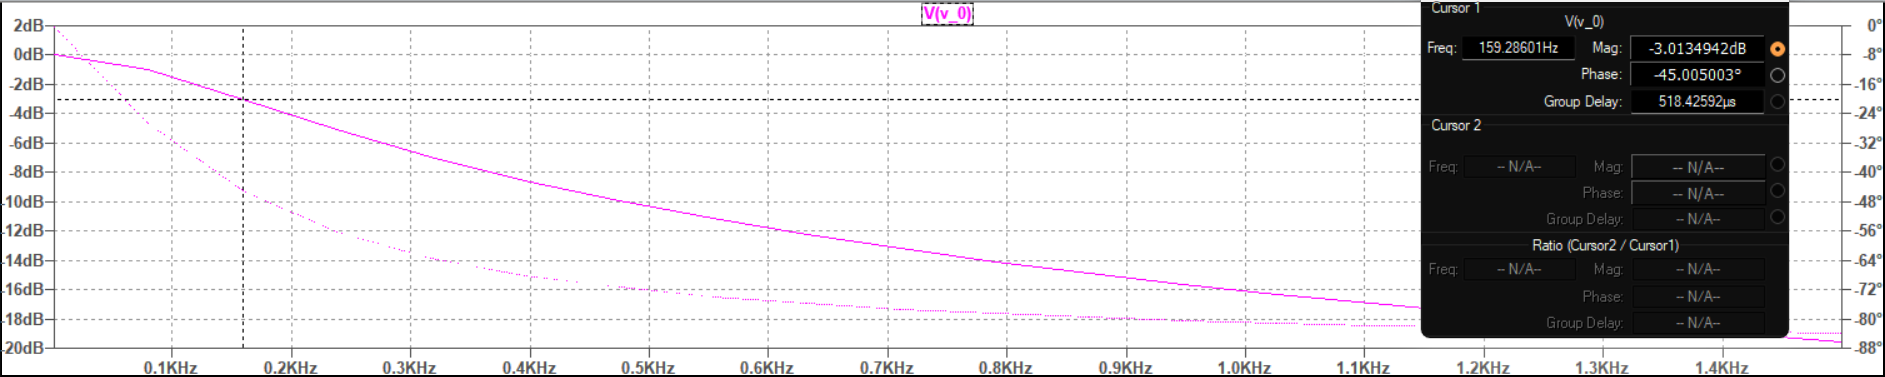 V(v_0)
2dB
0dB
-2dB
-4dB
-6dB
-8dB
-10dB
-12dB
-14dB
-16dB
-18dB
-20dB
0.1KHz 0.2KHz 0.3KHz 0.4KHz 0.5KHz 0.6KHz 0.7KHz 0.8KHz 0.9KHz 1.0KHz 1.1KHz 1.2KHz 1.3KHz 1.4KHz
0°
-8°
-16°
-24°
-32°
-40°
-48°
-56°
-64°
-72°
-80°
-88°
Cursor 1
V(v_0)
Freq: 159.28601Hz Mag: -3.0134942dB
Phase: -45.005003°
Group Delay: 518.42592µs
Cursor 2
Freq: -- N/A-- Mag: -- N/A--
Phase: -- N/A--
Group Delay: -- N/A--
Ratio (Cursor2 / Cursor1)
Freq: -- N/A-- Mag: -- N/A--
Phase: -- N/A--
Group Delay: -- N/A--